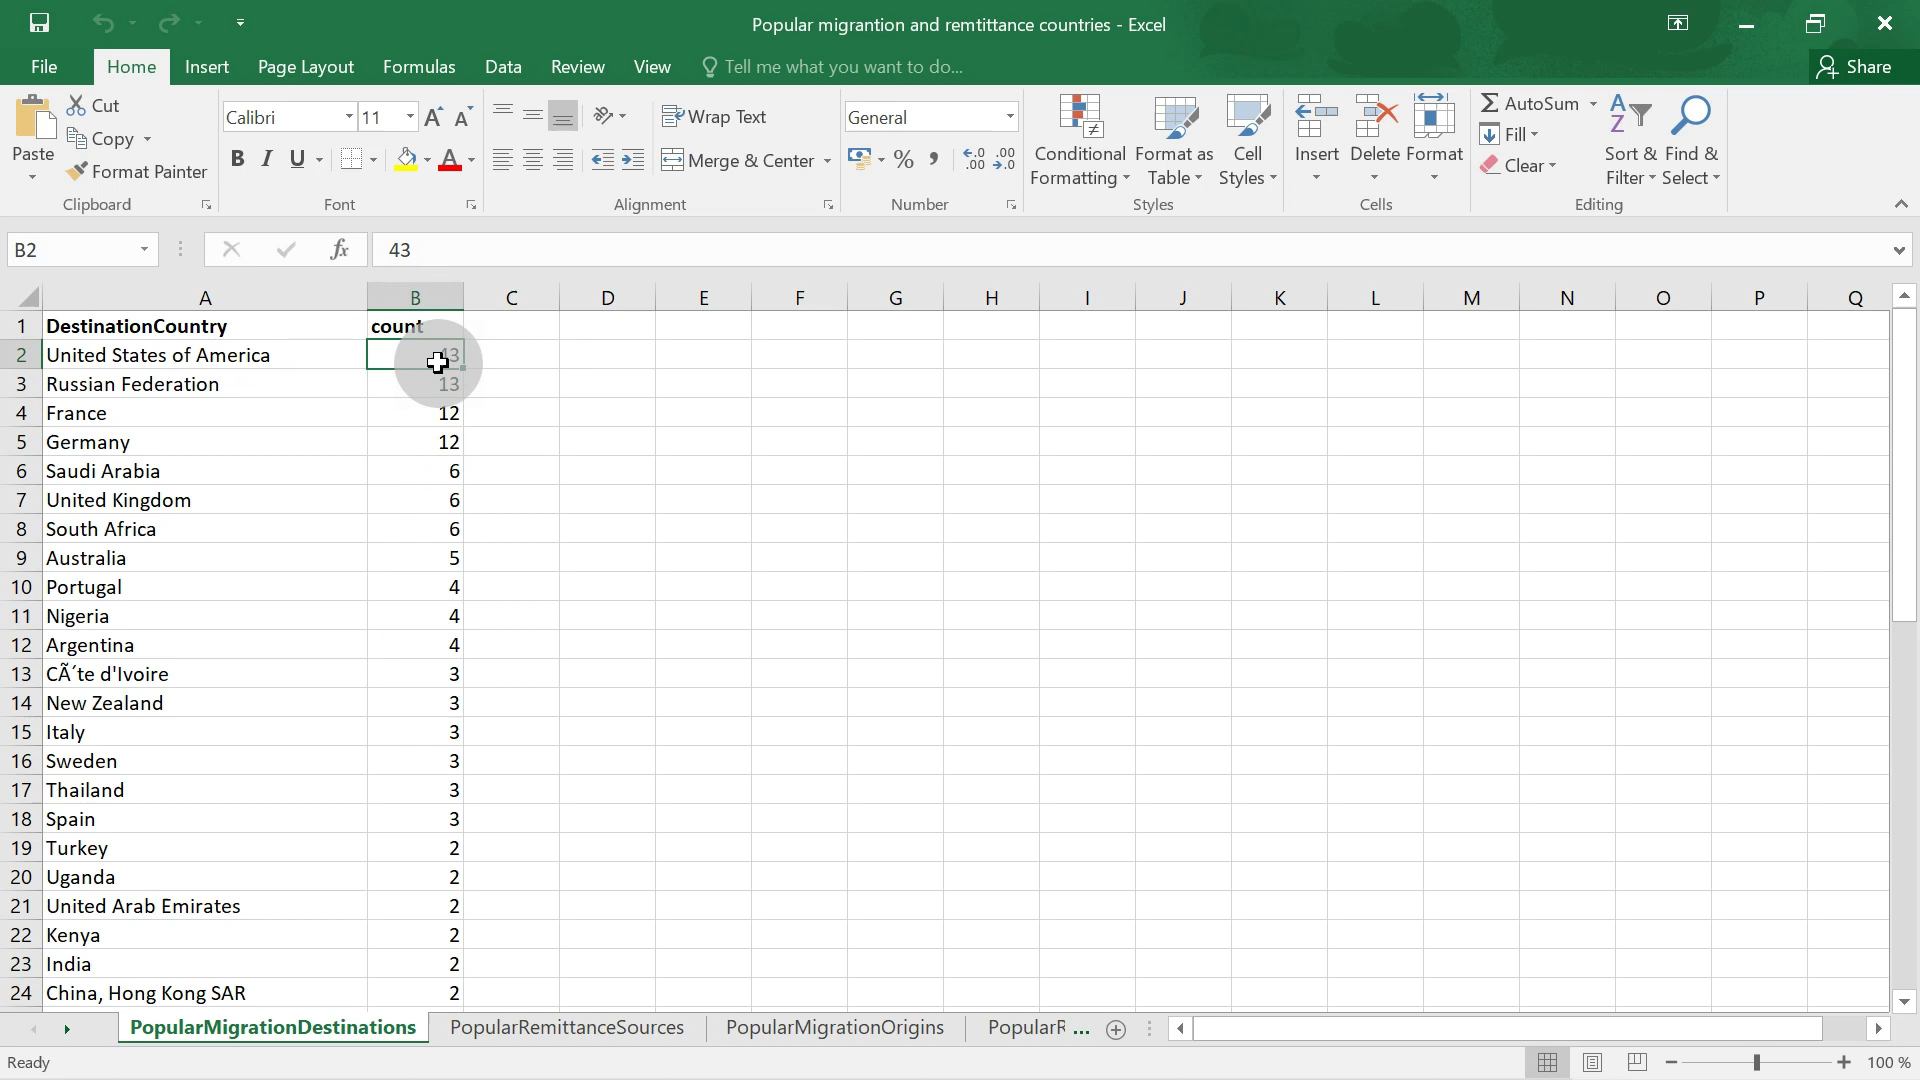 Popular migrantion and remtittance countries - Excel
File Home Insert Page Layout Formulas Data Review View Tell me what you want to do... Share
Paste Cut Copy Format Painter Clipboard
Calibri 11 A A B I U A Font
Wrap Text Merge & Center Alignment
General % , .0 .00 .00 .0 Number
Conditional Formatting Format as Table Cell Styles Styles
Insert Delete Format Cells
AutoSum Fill Clear Sort & Filter Find & Select Editing
B2 fx 43
A B C D E F G H I J K L M N O P Q
1 DestinationCountry count
2 United States of America 43
3 Russian Federation 13
4 France 12
5 Germany 12
6 Saudi Arabia 6
7 United Kingdom 6
8 South Africa 6
9 Australia 5
10 Portugal 4
11 Nigeria 4
12 Argentina 4
13 CÃ´te d'Ivoire 3
14 New Zealand 3
15 Italy 3
16 Sweden 3
17 Thailand 3
18 Spain 3
19 Turkey 2
20 Uganda 2
21 United Arab Emirates 2
22 Kenya 2
23 India 2
24 China, Hong Kong SAR 2
PopularMigrationDestinations PopularRemittanceSources PopularMigrationOrigins PopularR ...
Ready 100 %